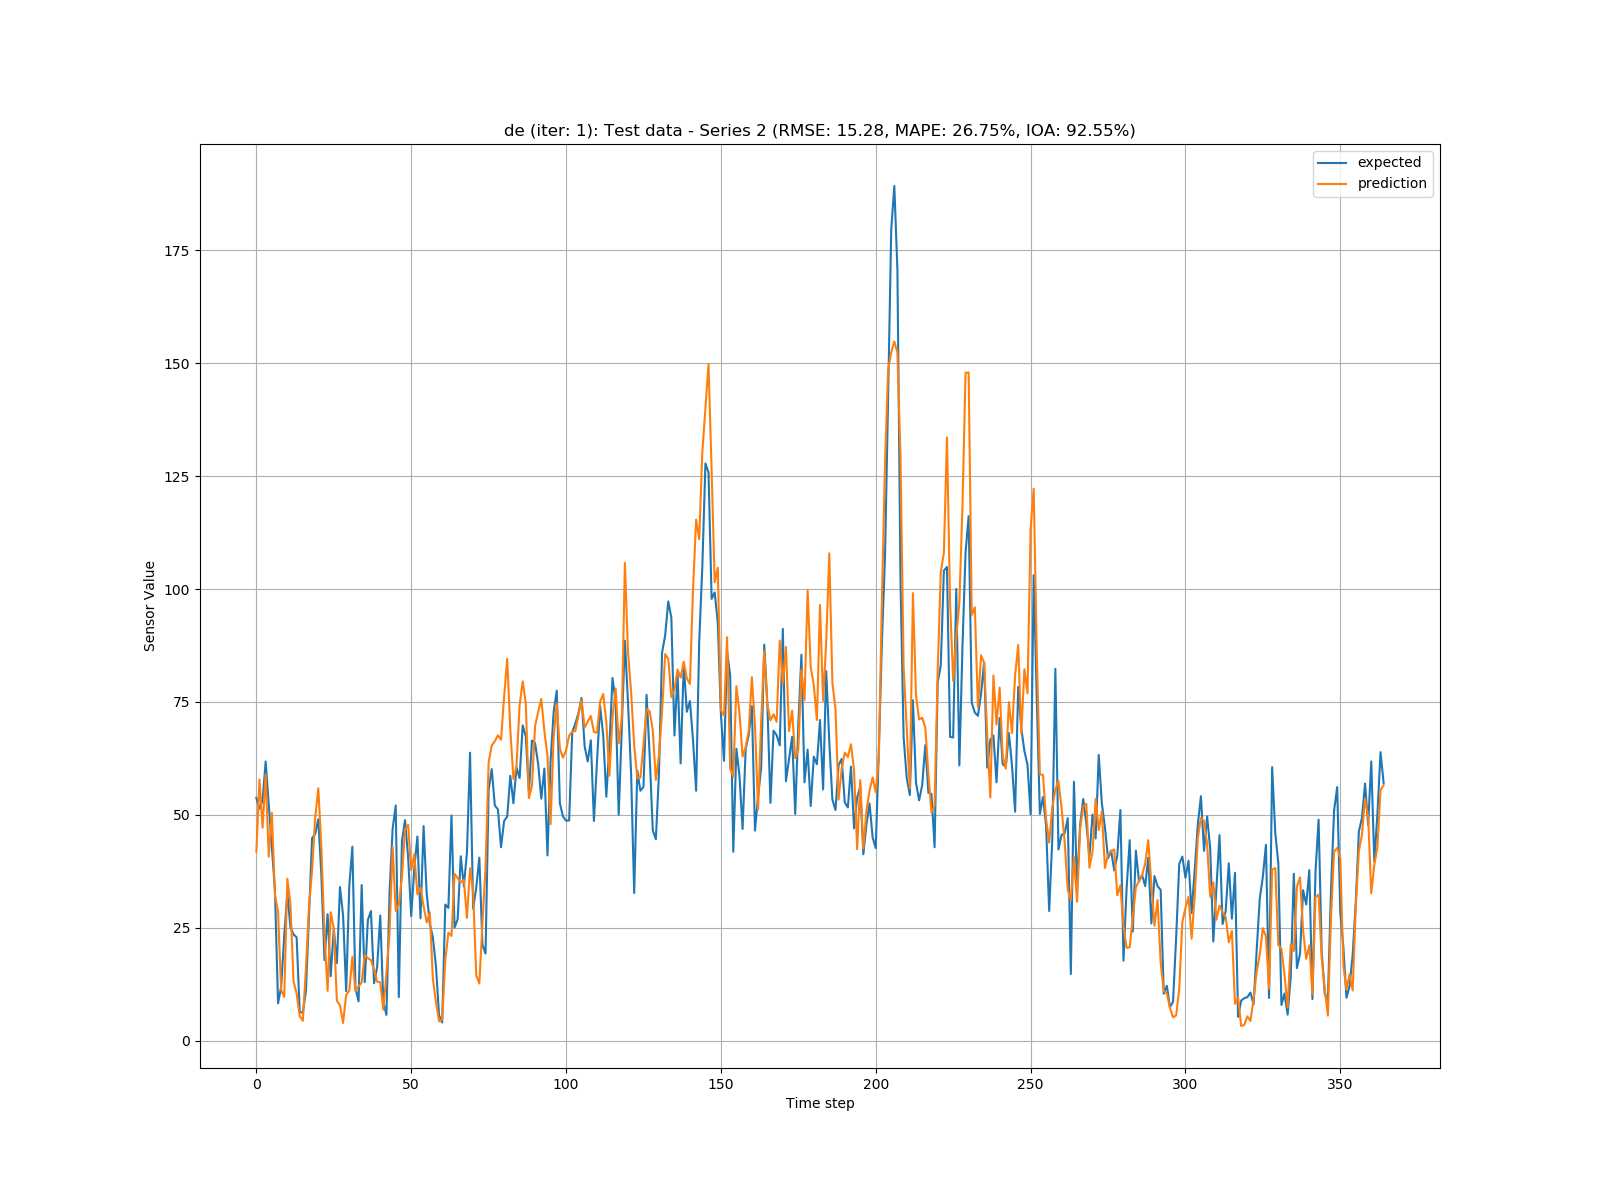 de (iter: 1): Test data - Series 2 (RMSE: 15.28, MAPE: 26.75%, IOA: 92.55%)
expected
prediction
175
150
125
100
75
50
25
0
Sensor Value
0 50 100 150 200 250 300 350
Time step